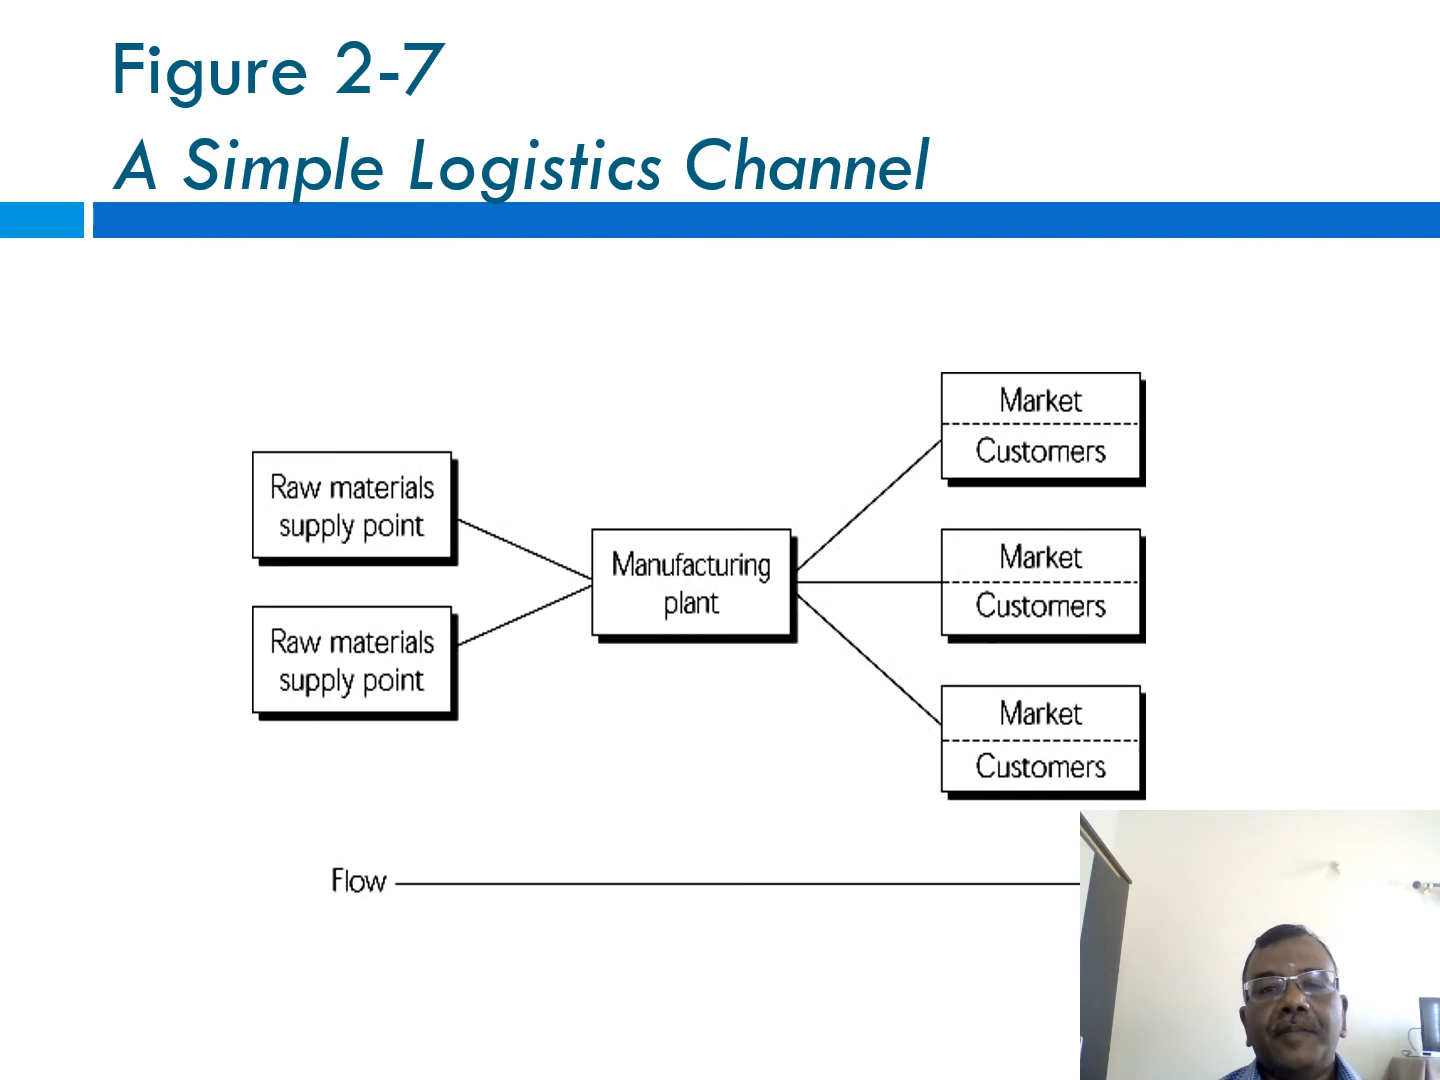 Figure 2-7
A Simple Logistics Channel
Raw materials
supply point
Raw materials
supply point
Manufacturing
plant
Market
Customers
Market
Customers
Market
Customers
Flow